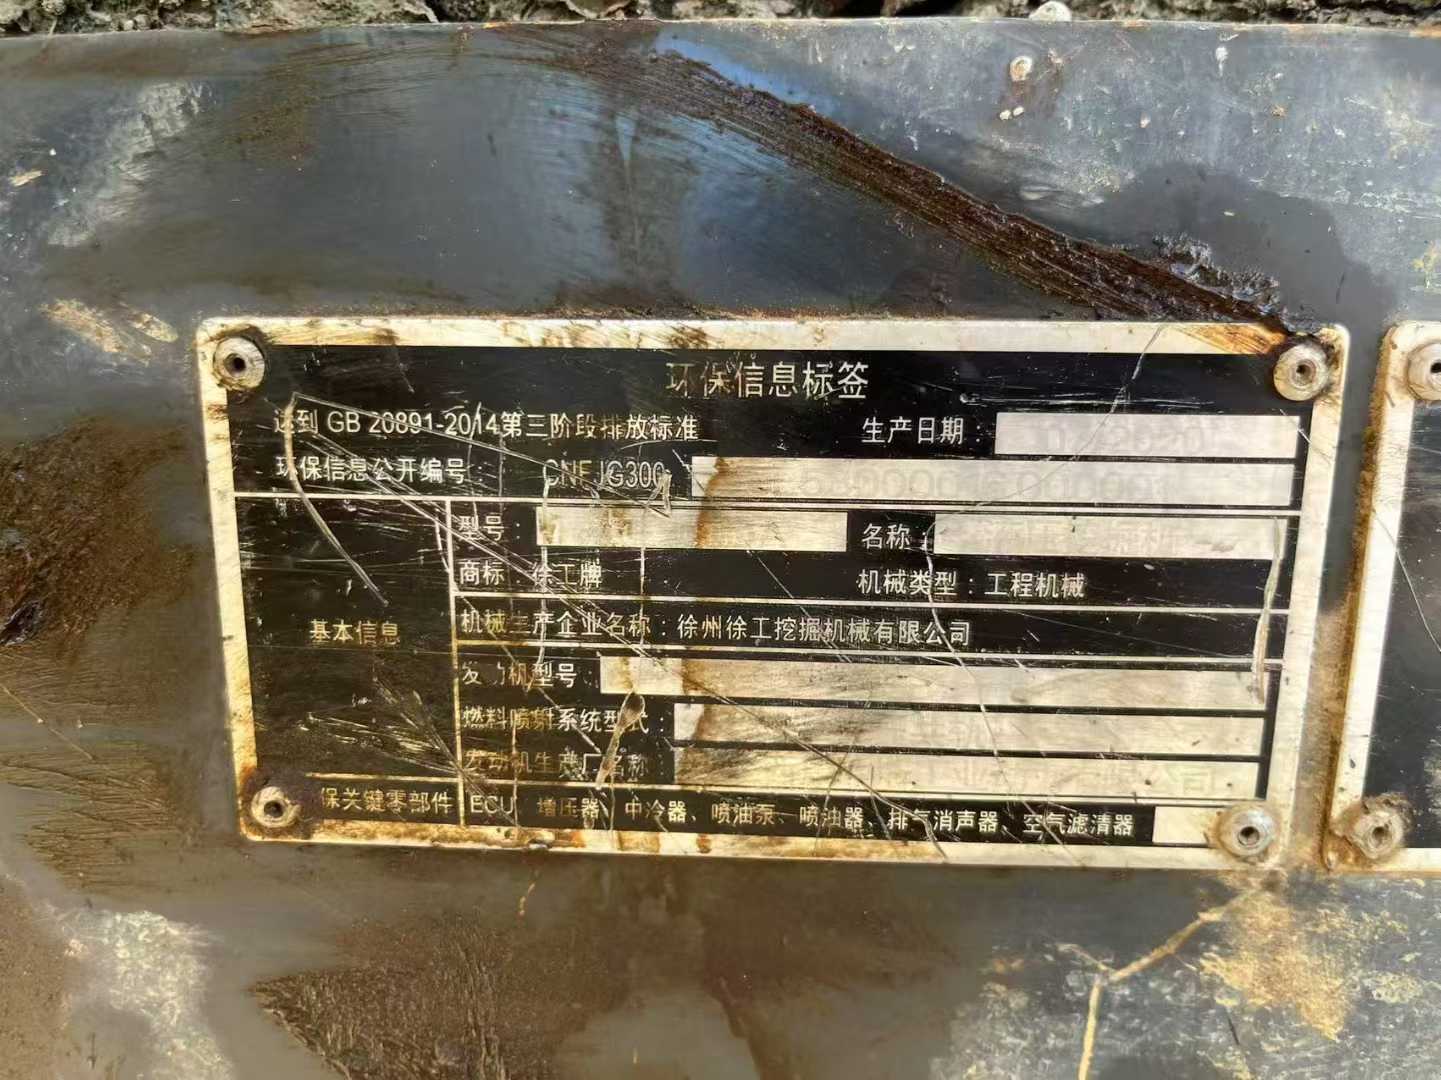 环保信息标签
达到 GB 20891-2014第三阶段排放标准 生产日期
环保信息公开编号: CNFJG300
型号: 名称:
商标 徐工牌 机械类型:工程机械
基本信息
机械生产企业名称:徐州徐工挖掘机械有限公司
发动机型号
燃料喷射系统型式:
发动机生产厂名称:
保关键零部件 ECU、增压器、中冷器、喷油泵、喷油器、排气消声器、空气滤清器